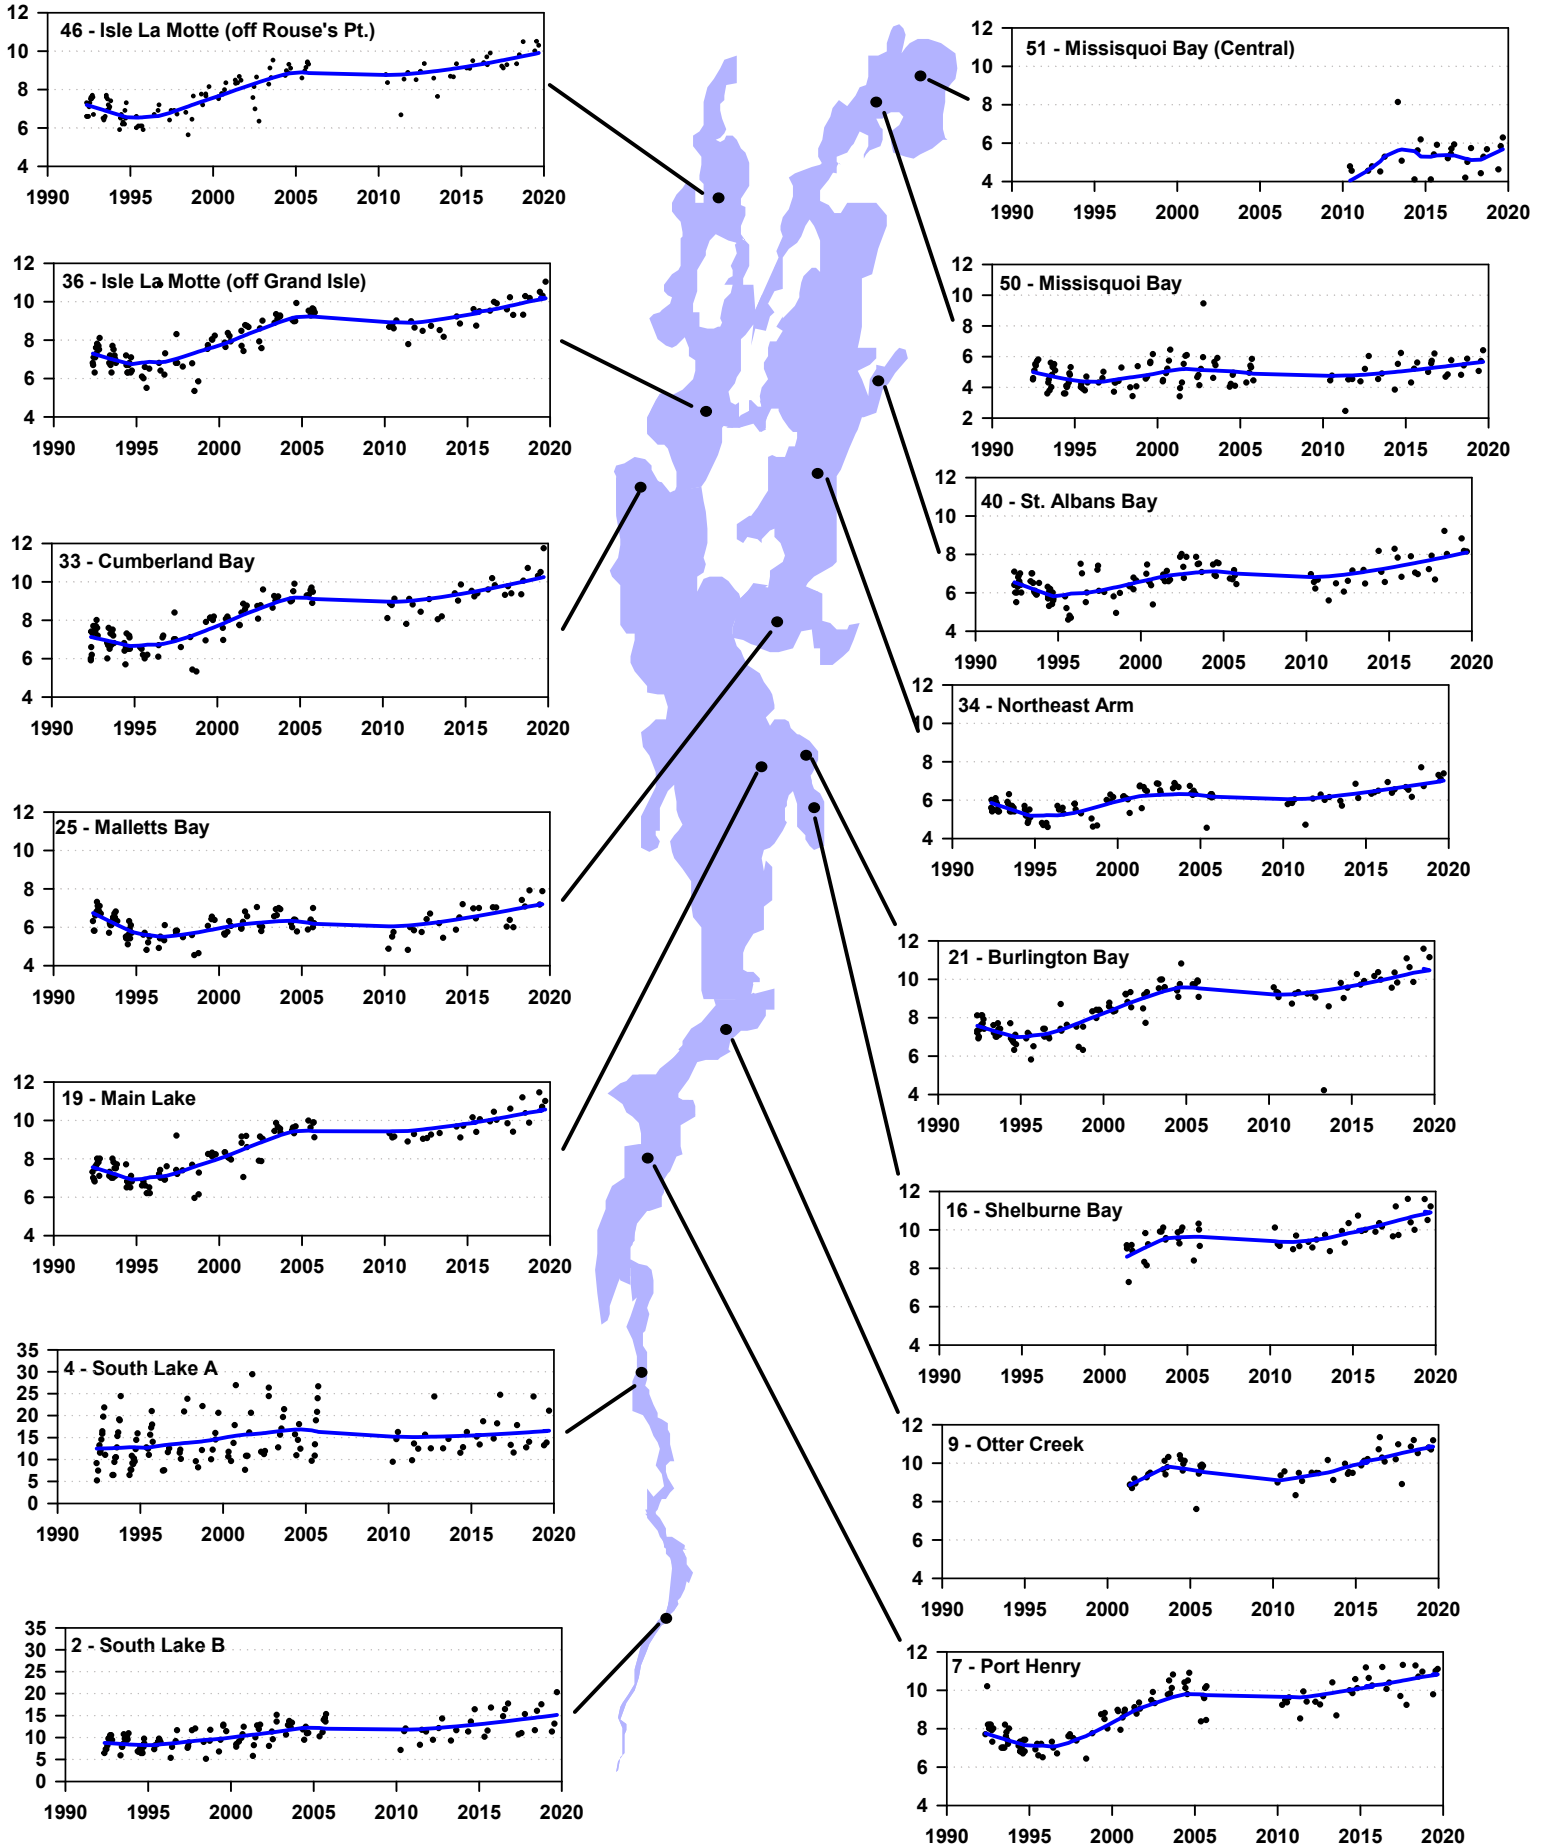 46 - Isle La Motte (off Rouse's Pt.)
12
10
8
6
4
1990 1995 2000 2005 2010 2015 2020
36 - Isle La Motte (off Grand Isle)
12
10
8
6
4
1990 1995 2000 2005 2010 2015 2020
33 - Cumberland Bay
12
10
8
6
4
1990 1995 2000 2005 2010 2015 2020
25 - Malletts Bay
12
10
8
6
4
1990 1995 2000 2005 2010 2015 2020
19 - Main Lake
12
10
8
6
4
1990 1995 2000 2005 2010 2015 2020
4 - South Lake A
35
30
25
20
15
10
5
0
1990 1995 2000 2005 2010 2015 2020
2 - South Lake B
35
30
25
20
15
10
5
0
1990 1995 2000 2005 2010 2015 2020
51 - Missisquoi Bay (Central)
12
10
8
6
4
1990 1995 2000 2005 2010 2015 2020
50 - Missisquoi Bay
12
10
8
6
4
2
1990 1995 2000 2005 2010 2015 2020
40 - St. Albans Bay
12
10
8
6
4
1990 1995 2000 2005 2010 2015 2020
34 - Northeast Arm
12
10
8
6
4
1990 1995 2000 2005 2010 2015 2020
21 - Burlington Bay
12
10
8
6
4
1990 1995 2000 2005 2010 2015 2020
16 - Shelburne Bay
12
10
8
6
4
1990 1995 2000 2005 2010 2015 2020
9 - Otter Creek
12
10
8
6
4
1990 1995 2000 2005 2010 2015 2020
7 - Port Henry
12
10
8
6
4
1990 1995 2000 2005 2010 2015 2020